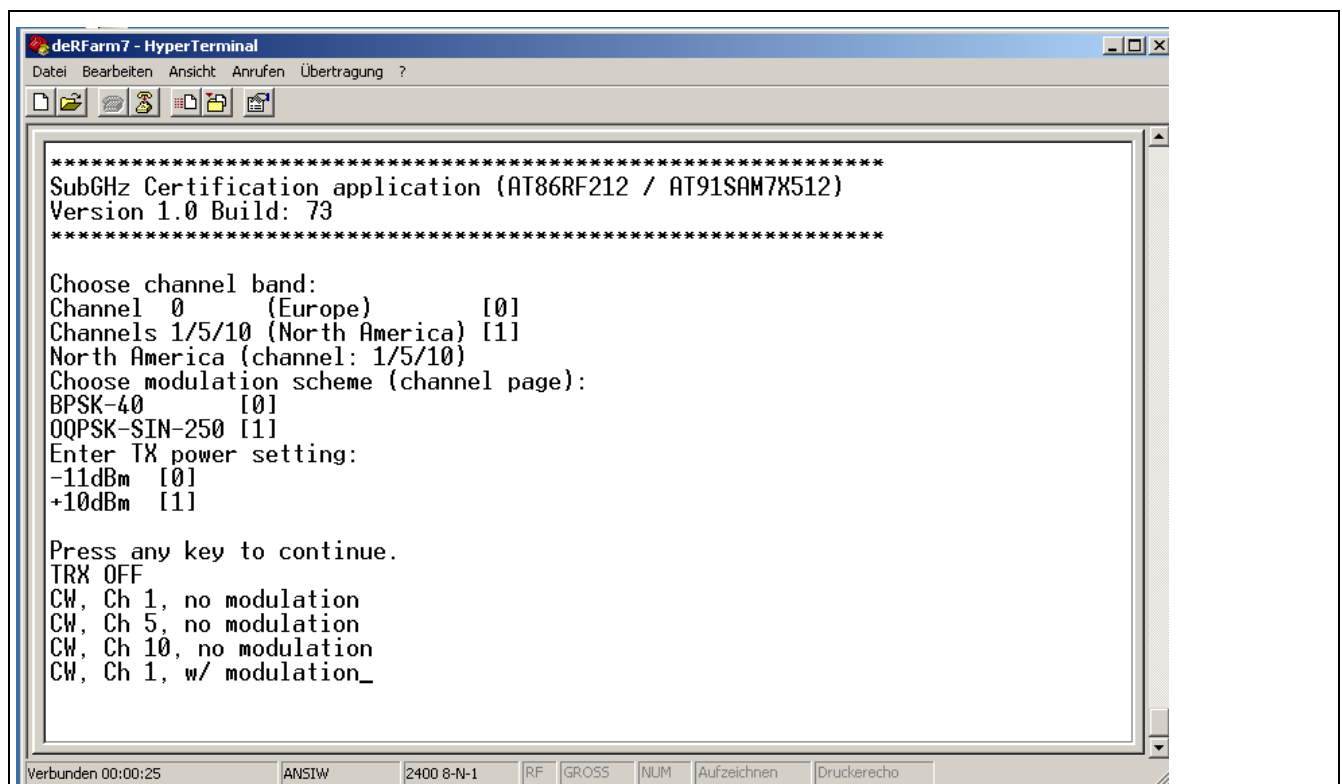 deRFarm7 - HyperTerminal
Datei Bearbeiten Ansicht Anrufen Übertragung ?
**************************************************************
SubGHz Certification application (AT86RF212 / AT91SAM7X512)
Version 1.0 Build: 73
**************************************************************
Choose channel band:
Channel  0      (Europe)        [0]
Channels 1/5/10 (North America) [1]
North America (channel: 1/5/10)
Choose modulation scheme (channel page):
BPSK-40       [0]
OQPSK-SIN-250 [1]
Enter TX power setting:
-11dBm  [0]
+10dBm  [1]
Press any key to continue.
TRX OFF
CW, Ch 1, no modulation
CW, Ch 5, no modulation
CW, Ch 10, no modulation
CW, Ch 1, w/ modulation_
Verbunden 00:00:25 ANSIW 2400 8-N-1 RF GROSS NUM Aufzeichnen Druckerecho